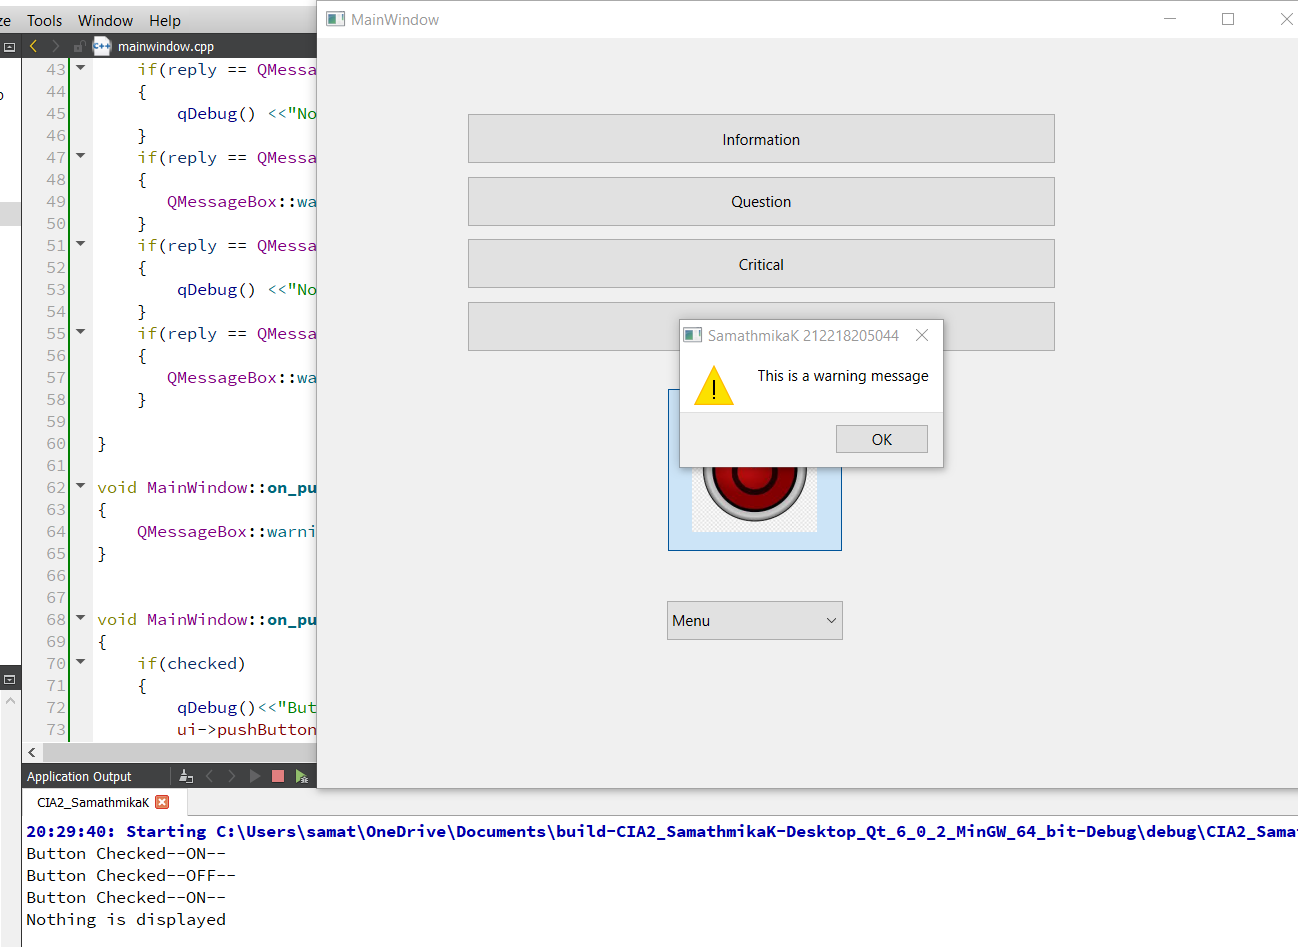 ze Tools Window Help
mainwindow.cpp
43 if(reply == QMessa
44 {
45 qDebug() <<"No
46 }
47 if(reply == QMessa
48 {
49 QMessageBox::wa
50 }
51 if(reply == QMessa
52 {
53 qDebug() <<"No
54 }
55 if(reply == QMessa
56 {
57 QMessageBox::wa
58 }
59
60 }
61
62 void MainWindow::on_pu
63 {
64 QMessageBox::warni
65 }
66
67
68 void MainWindow::on_pu
69 {
70 if(checked)
71 {
72 qDebug()<<"But
73 ui->pushButton
MainWindow
Information
Question
Critical
SamathmikaK 212218205044
This is a warning message
OK
Menu
Application Output
CIA2_SamathmikaK
20:29:40: Starting C:\Users\samat\OneDrive\Documents\build-CIA2_SamathmikaK-Desktop_Qt_6_0_2_MinGW_64_bit-Debug\debug\CIA2_Sama
Button Checked--ON--
Button Checked--OFF--
Button Checked--ON--
Nothing is displayed